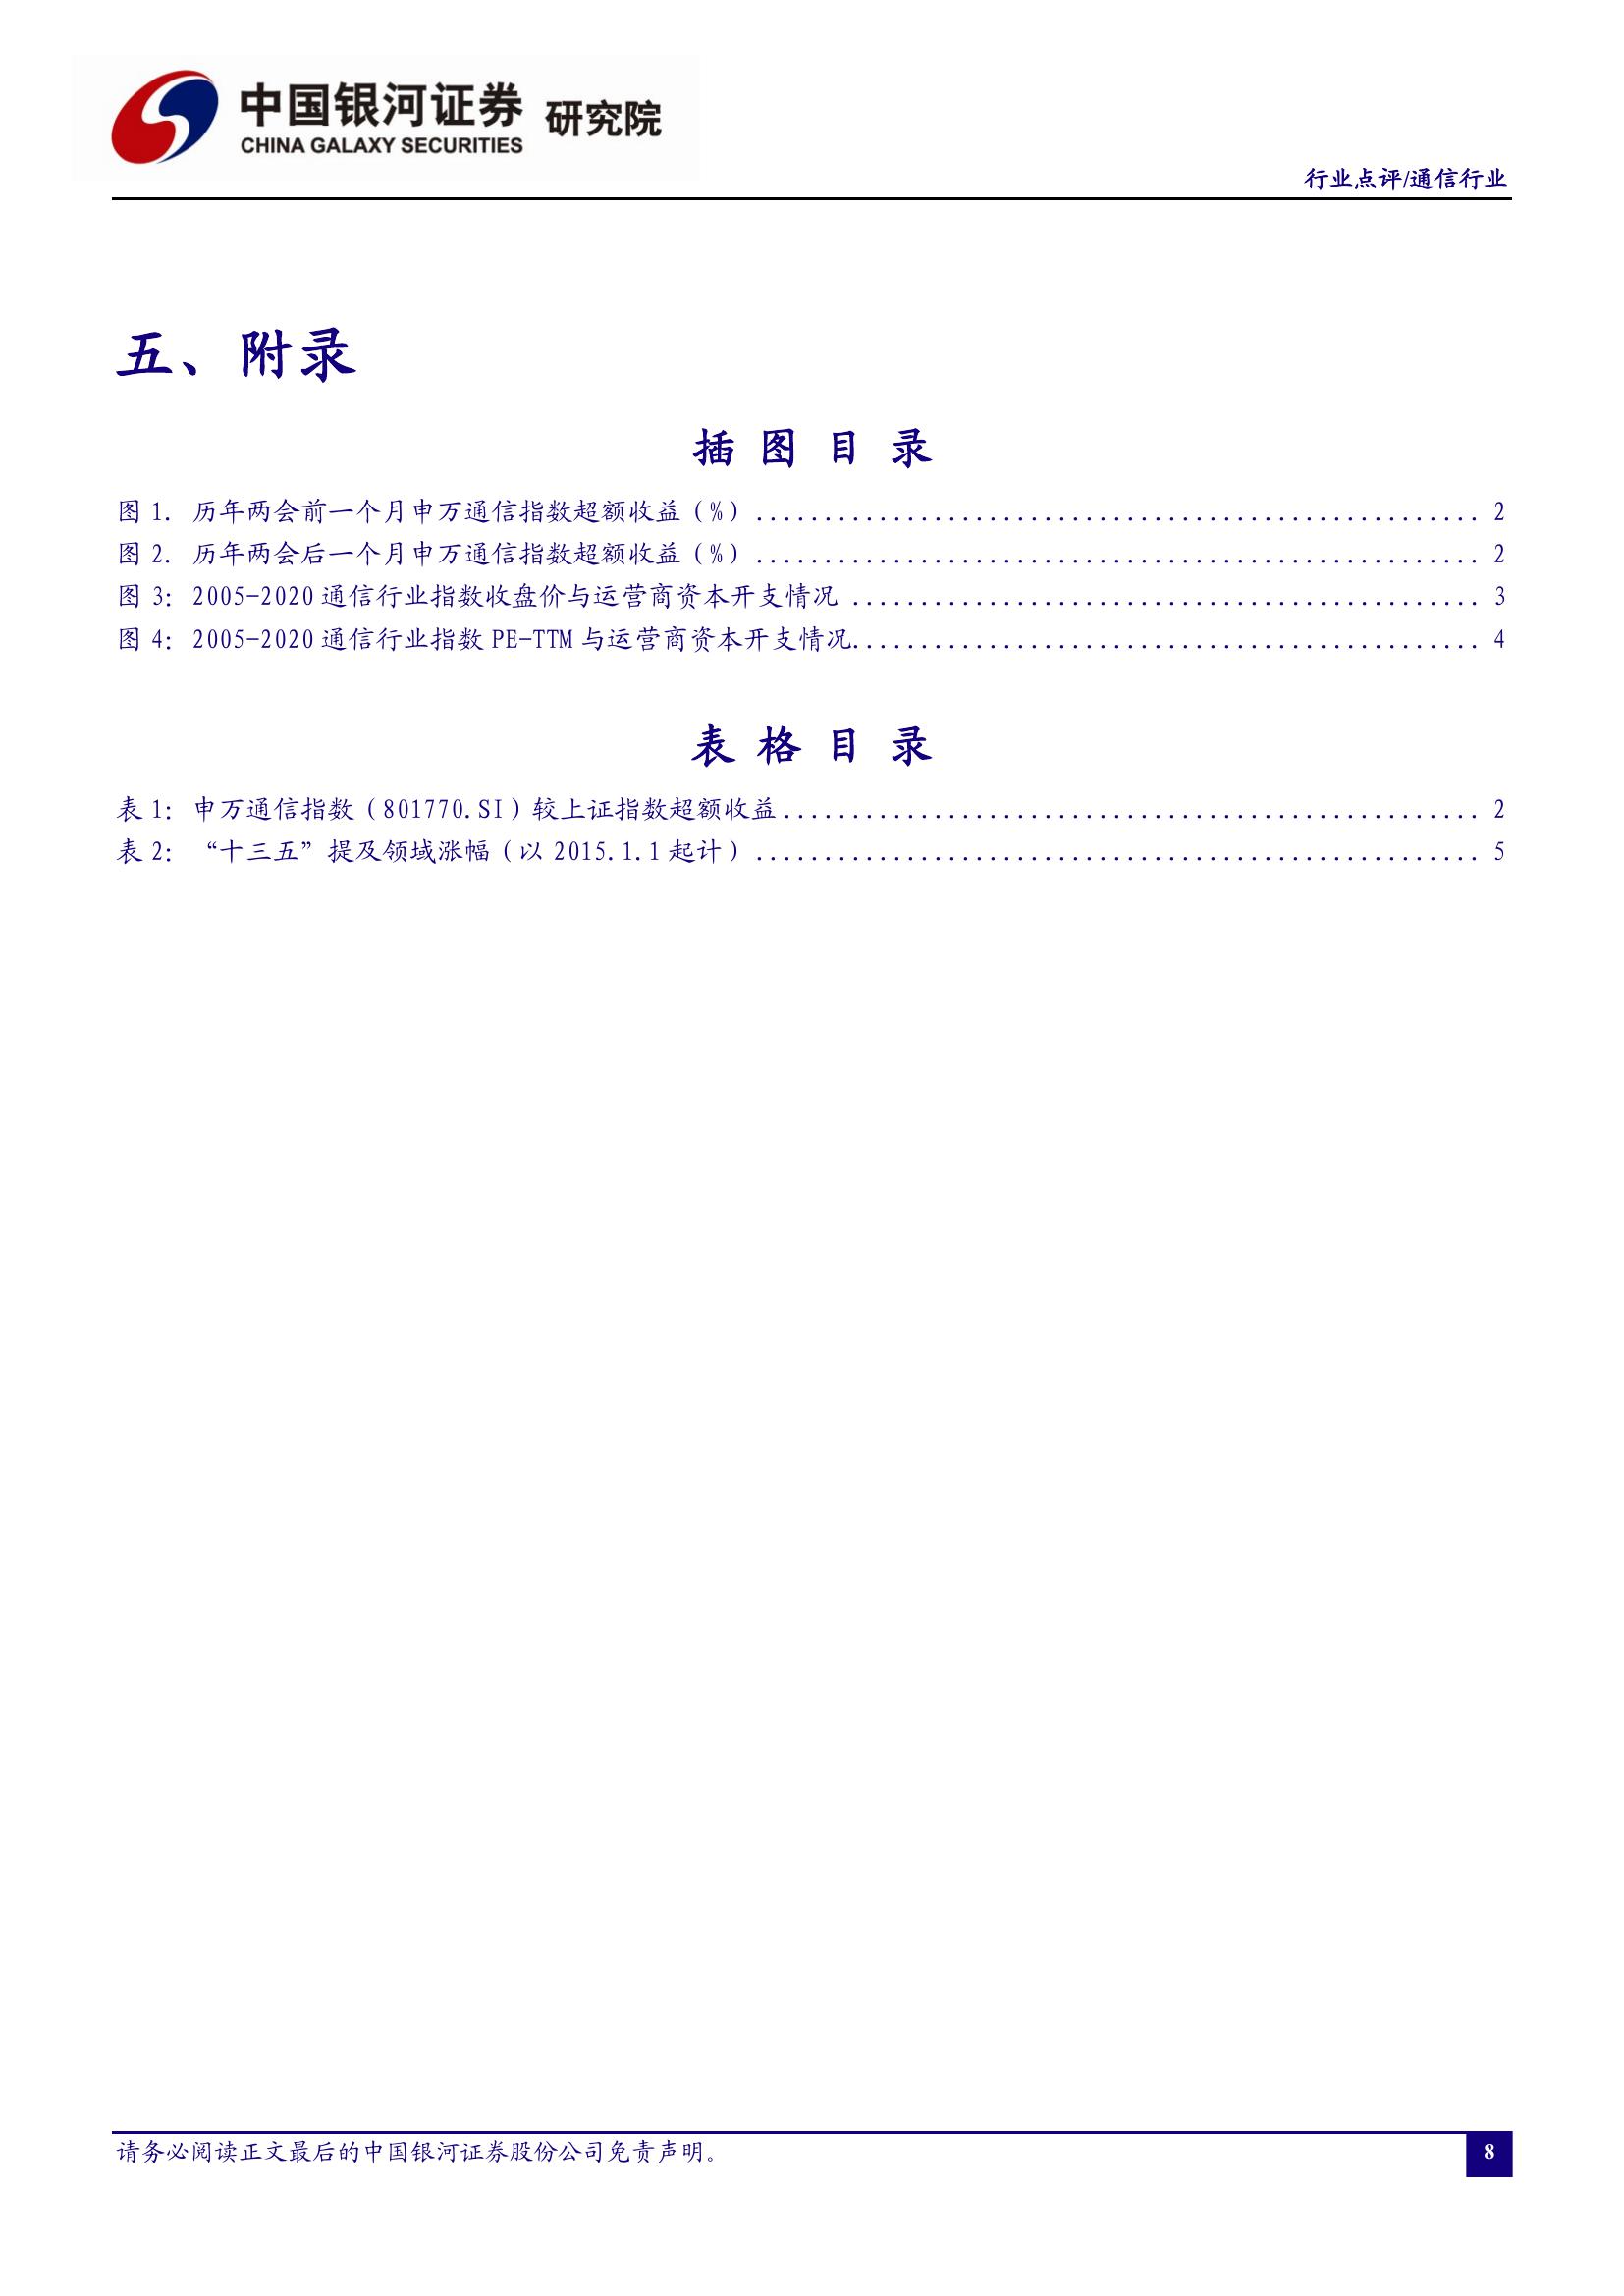 中国银河证券 研究院
CHINA GALAXY SECURITIES
行业点评/通信行业
五、附录
插 图 目 录
图 1. 历年两会前一个月申万通信指数超额收益（%）..................................................... 2
图 2. 历年两会后一个月申万通信指数超额收益（%）..................................................... 2
图 3: 2005-2020 通信行业指数收盘价与运营商资本开支情况 .............................................. 3
图 4: 2005-2020 通信行业指数 PE-TTM 与运营商资本开支情况.............................................. 4
表 格 目 录
表 1: 申万通信指数（801770.SI）较上证指数超额收益................................................... 2
表 2: “十三五”提及领域涨幅（以 2015.1.1 起计）..................................................... 5
请务必阅读正文最后的中国银河证券股份公司免责声明。
8